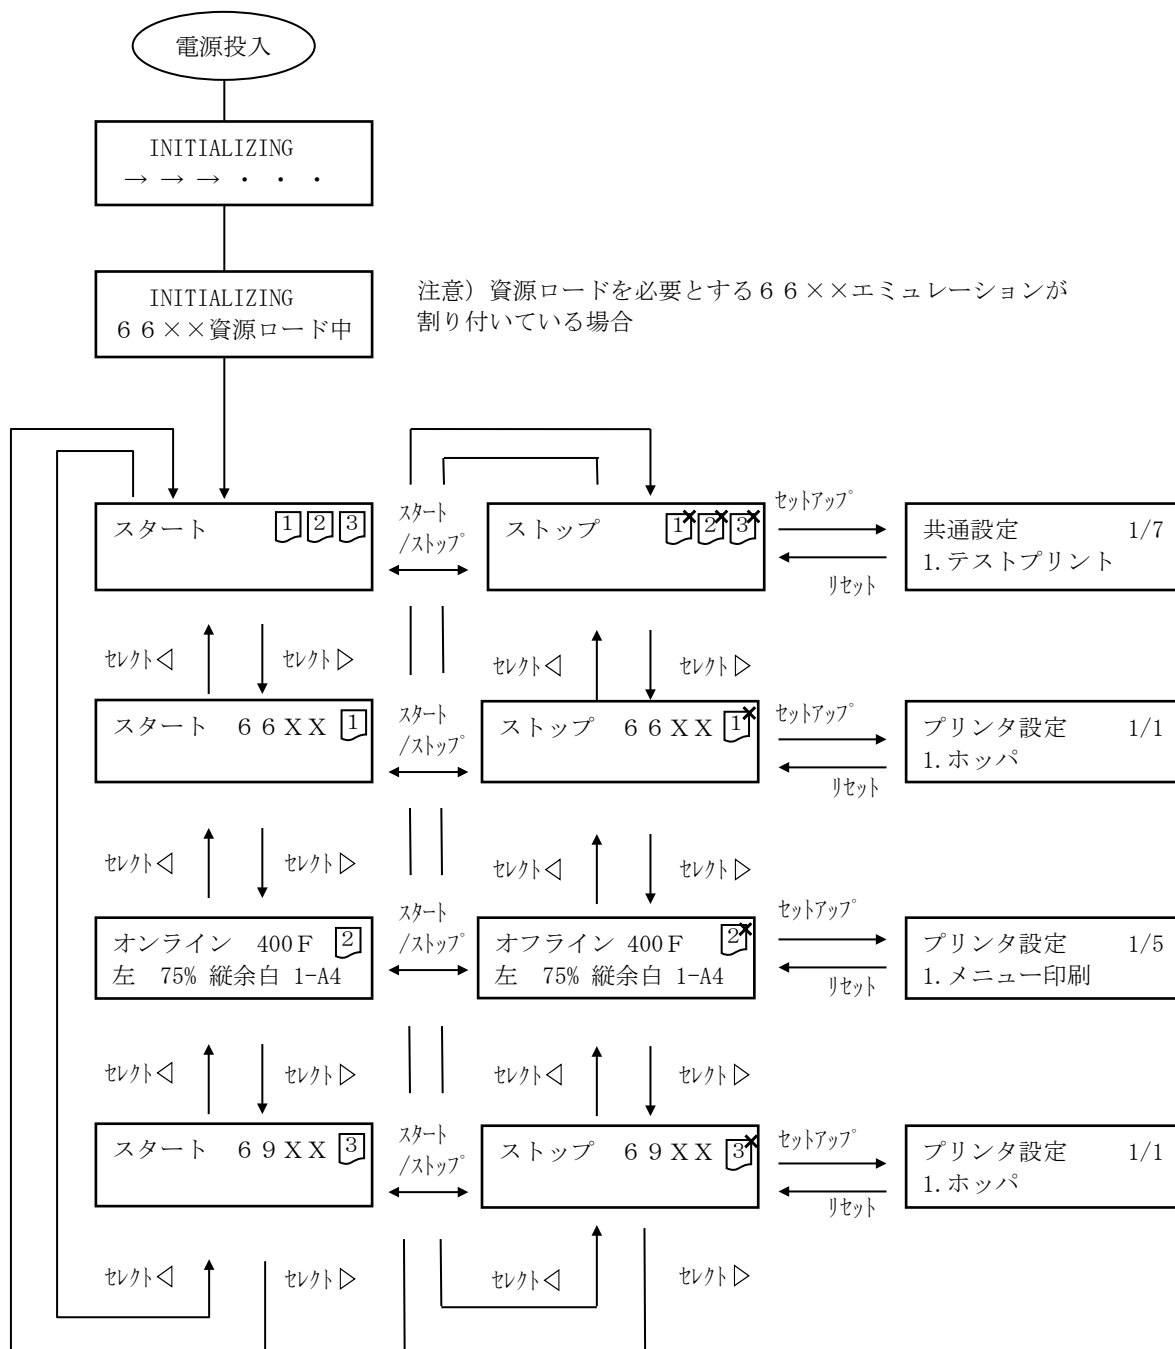 電源投入
INITIALIZING
→ → → ・ ・ ・
INITIALIZING
６６××資源ロード中
注意）資源ロードを必要とする６６××エミュレーションが
割り付いている場合
スタート 1 2 3
ｽﾀｰﾄ
/ｽﾄｯﾌﾟ
ストップ 1 2 3
ｾｯﾄｱｯﾌﾟ
ﾘｾｯﾄ
共通設定 1/7
1.テストプリント
ｾﾚｸﾄ◁
ｾﾚｸﾄ▷
ｾﾚｸﾄ◁
ｾﾚｸﾄ▷
スタート ６６ＸＸ 1
ｽﾀｰﾄ
/ｽﾄｯﾌﾟ
ストップ ６６ＸＸ 1
ｾｯﾄｱｯﾌﾟ
ﾘｾｯﾄ
プリンタ設定 1/1
1.ホッパ
ｾﾚｸﾄ◁
ｾﾚｸﾄ▷
ｾﾚｸﾄ◁
ｾﾚｸﾄ▷
オンライン 400Ｆ 2
左 75% 縦余白 1-A4
ｽﾀｰﾄ
/ｽﾄｯﾌﾟ
オフライン 400Ｆ 2
左 75% 縦余白 1-A4
ｾｯﾄｱｯﾌﾟ
ﾘｾｯﾄ
プリンタ設定 1/5
1.メニュー印刷
ｾﾚｸﾄ◁
ｾﾚｸﾄ▷
ｾﾚｸﾄ◁
ｾﾚｸﾄ▷
スタート ６９ＸＸ 3
ｽﾀｰﾄ
/ｽﾄｯﾌﾟ
ストップ ６９ＸＸ 3
ｾｯﾄｱｯﾌﾟ
ﾘｾｯﾄ
プリンタ設定 1/1
1.ホッパ
ｾﾚｸﾄ◁
ｾﾚｸﾄ▷
ｾﾚｸﾄ◁
ｾﾚｸﾄ▷